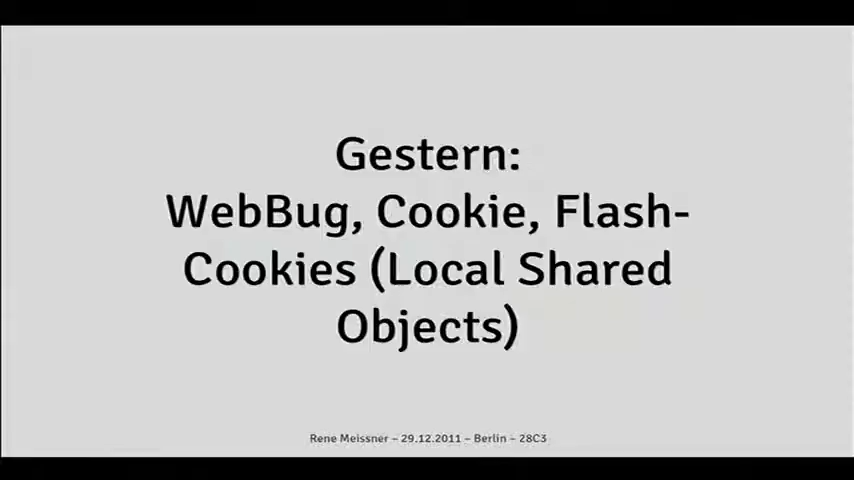 Gestern:
WebBug, Cookie, Flash-
Cookies (Local Shared
Objects)
Rene Meissner – 29.12.2011 – Berlin – 28C3